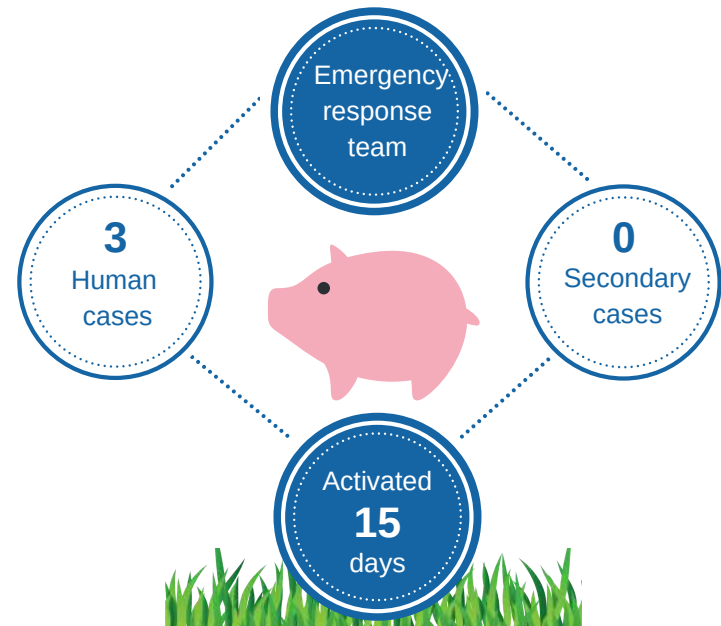 Emergency
response
team
3
Human
cases
0
Secondary
cases
Activated
15
days